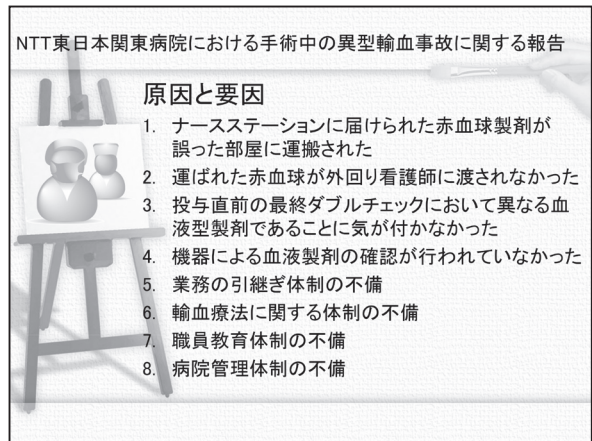 NTT東日本関東病院における手術中の異型輸血事故に関する報告
原因と要因
1. ナースステーションに届けられた赤血球製剤が
誤った部屋に運搬された
2. 運ばれた赤血球が外回り看護師に渡されなかった
3. 投与直前の最終ダブルチェックにおいて異なる血
液型製剤であることに気が付かなかった
4. 機器による血液製剤の確認が行われていなかった
5. 業務の引継ぎ体制の不備
6. 輸血療法に関する体制の不備
7. 職員教育体制の不備
8. 病院管理体制の不備